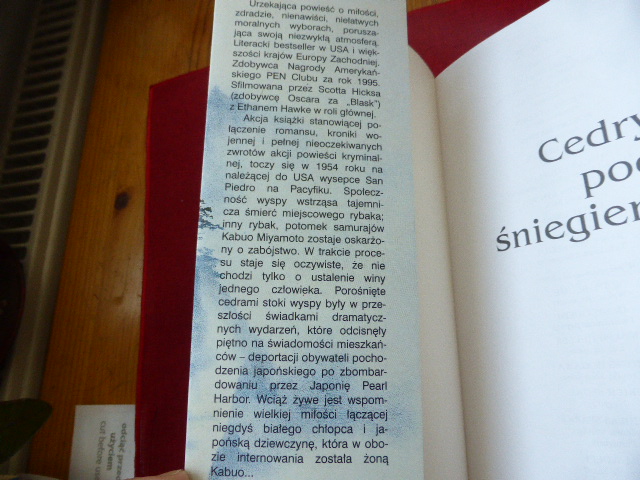 Urzekająca powieść o miłości,
zdradzie, nienawiści, niełatwych
moralnych wyborach, porusza-
jąca swoją niezwykłą atmosferą.
Literacki bestseller w USA i więk-
szości krajów Europy Zachodniej.
Zdobywca Nagrody Amerykań-
skiego PEN Clubu za rok 1995.
Sfilmowana przez Scotta Hicksa
(zdobywcę Oscara za „Blask")
z Ethanem Hawke w roli głównej.
Akcja książki stanowiącej po-
łączenie romansu, kroniki wo-
jennej i pełnej nieoczekiwanych
zwrotów akcji powieści kryminal-
nej, toczy się w 1954 roku na
należącej do USA wysepce San
Piedro na Pacyfiku. Społecz-
ność wyspy wstrząsa tajemni-
cza śmierć miejscowego rybaka;
inny rybak, potomek samurajów
Kabuo Miyamoto zostaje oskarżo-
ny o zabójstwo. W trakcie proce-
su staje się oczywiste, że nie
chodzi tylko o ustalenie winy
jednego człowieka. Porośnięte
cedrami stoki wyspy były w prze-
szłości świadkami dramatycz-
nych wydarzeń, które odcisnęły
piętno na świadomości mieszkań-
ców – deportacji obywateli pocho-
dzenia japońskiego po zbombar-
dowaniu przez Japonię Pearl
Harbor. Wciąż żywe jest wspom-
nienie wielkiej miłości łączącej
niegdyś białego chłopca i ja-
pońską dziewczynę, która w obo-
zie internowania została żoną
Kabuo...
Cedry
pod
śniegiem
odciąć przed
użyciem
cut before